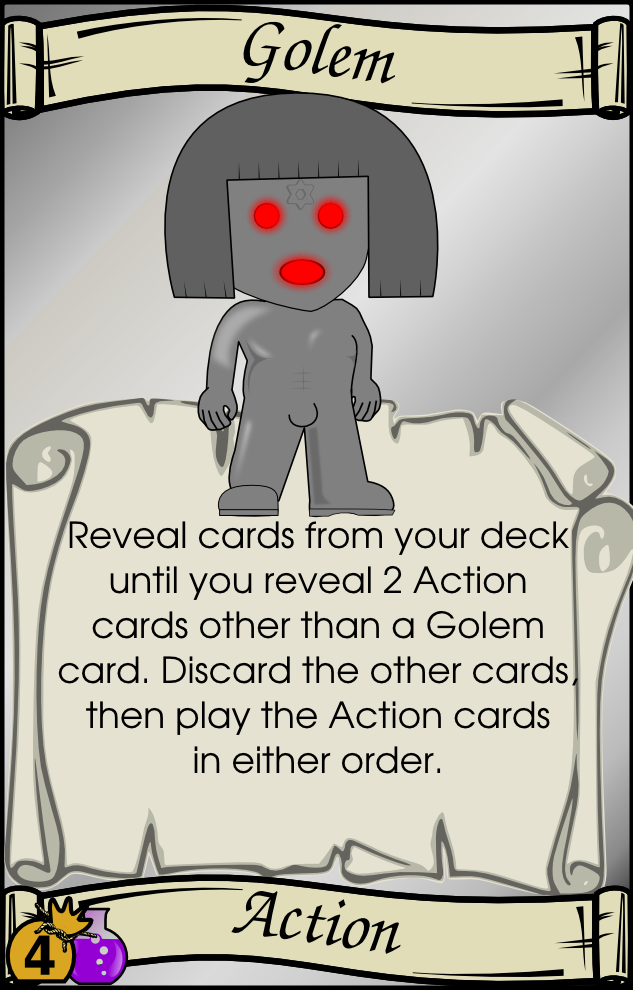 Golem
Reveal cards from your deck
until you reveal 2 Action
cards other than a Golem
card. Discard the other cards,
then play the Action cards
in either order.
Action
4